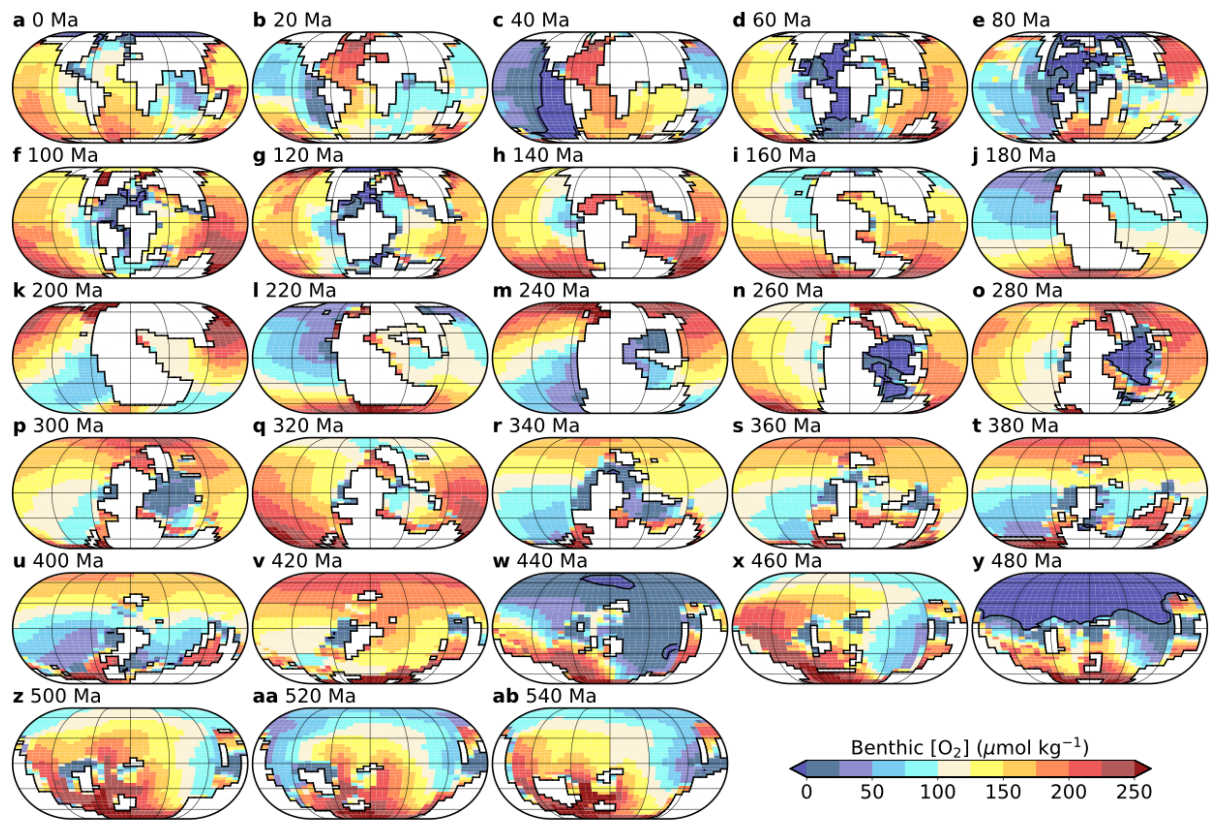 a 0 Ma b 20 Ma c 40 Ma d 60 Ma e 80 Ma
f 100 Ma g 120 Ma h 140 Ma i 160 Ma j 180 Ma
k 200 Ma l 220 Ma m 240 Ma n 260 Ma o 280 Ma
p 300 Ma q 320 Ma r 340 Ma s 360 Ma t 380 Ma
u 400 Ma v 420 Ma w 440 Ma x 460 Ma y 480 Ma
z 500 Ma aa 520 Ma ab 540 Ma
Benthic [O₂] (μmol kg⁻¹)
0 50 100 150 200 250